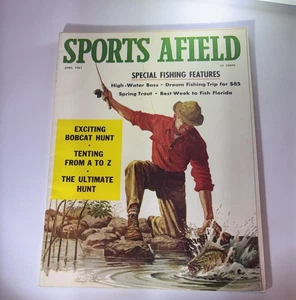 SPORTS AFIELD
SPECIAL FISHING FEATURES
High-Water Bass • Dream Fishing Trip for $85
Spring Trout • Best Week to Fish Florida
EXCITING
BOBCAT HUNT
•
TENTING
FROM A TO Z
•
THE ULTIMATE
HUNT